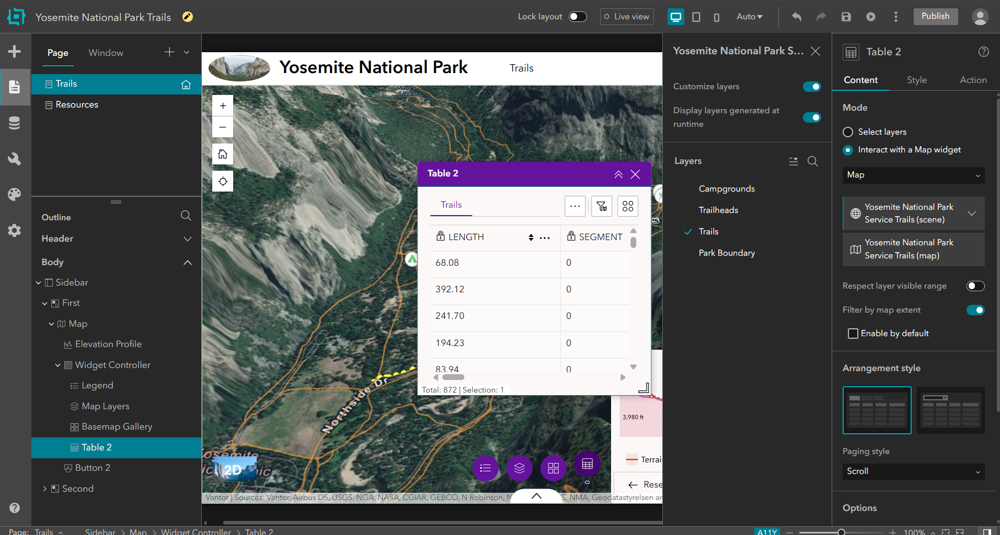 Yosemite National Park Trails
Lock layout
Live view
Auto
Publish
Page
Window
Trails
Resources
Outline
Header
Body
Sidebar
First
Map
Elevation Profile
Widget Controller
Legend
Map Layers
Basemap Gallery
Table 2
Button 2
Second
Yosemite National Park
Trails
Mirror
Lake
Table 2
Trails
LENGTH
SEGMENT
68.08
0
392.12
0
241.70
0
194.23
0
83.94
0
Total: 872 | Selection: 1
Northside Dr
3,980 ft
Terrai
Rese
2D
Yosemite
Vantor | Sources: Vantor, Airbus DS, USGS, NGA, NASA, CGIAR, GEBCO, N Robinson, N
S, NMA, Geodatastyrelsen
Yosemite National Park S...
Customize layers
Display layers generated at
runtime
Layers
Campgrounds
Trailheads
Trails
Park Boundary
Table 2
Content
Style
Action
Mode
Select layers
Interact with a Map widget
Map
Yosemite National Park
Service Trails (scene)
Yosemite National Park
Service Trails (map)
Respect layer visible range
Filter by map extent
Enable by default
Arrangement style
Paging style
Scroll
Options
Page: Trails
Sidebar > Map > Widget Controller > Table 2
A11Y
100%